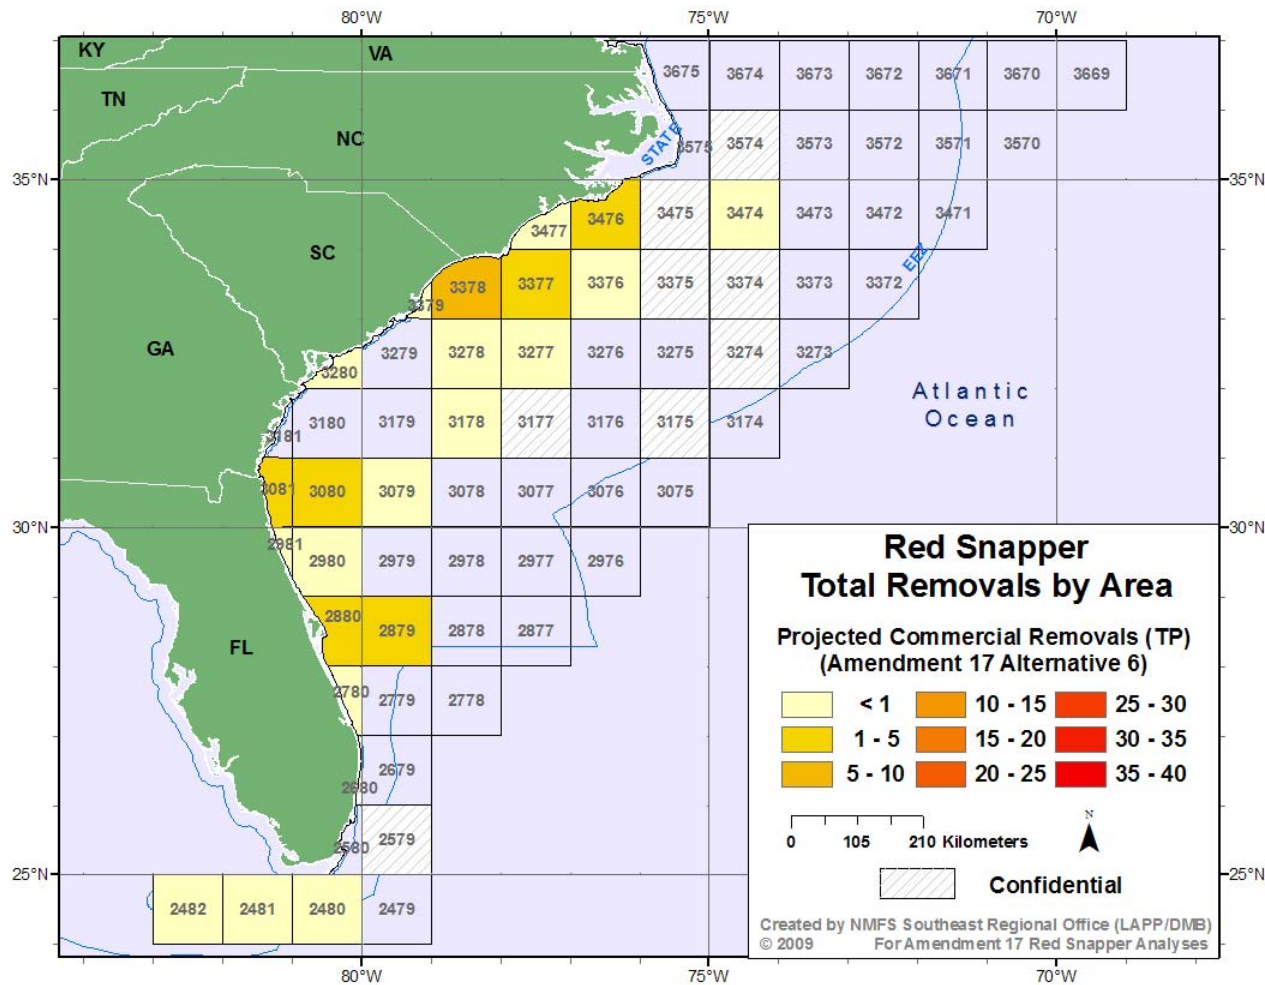 80°W 75°W 70°W
KY VA
3675 3674 3673 3672 3671 3670 3669
TN
NC STATE 3575 3574 3573 3572 3571 3570
35°N 35°N
3477 3476 3475 3474 3473 3472 3471
SC EEZ
3379 3378 3377 3376 3375 3374 3373 3372
GA 3280 3279 3278 3277 3276 3275 3274 3273
Atlantic
Ocean
3181 3180 3179 3178 3177 3176 3175 3174
3081 3080 3079 3078 3077 3076 3075
30°N 30°N
2981 2980 2979 2978 2977 2976
2880 2879 2878 2877
FL
2780 2779 2778
2680 2679
2580 2579
25°N 25°N
2482 2481 2480 2479
Red Snapper
Total Removals by Area
Projected Commercial Removals (TP)
(Amendment 17 Alternative 6)
< 1 10 - 15 25 - 30
1 - 5 15 - 20 30 - 35
5 - 10 20 - 25 35 - 40
N
0 105 210 Kilometers
Confidential
Created by NMFS Southeast Regional Office (LAPP/DMB)
© 2009 For Amendment 17 Red Snapper Analyses
80°W 75°W 70°W